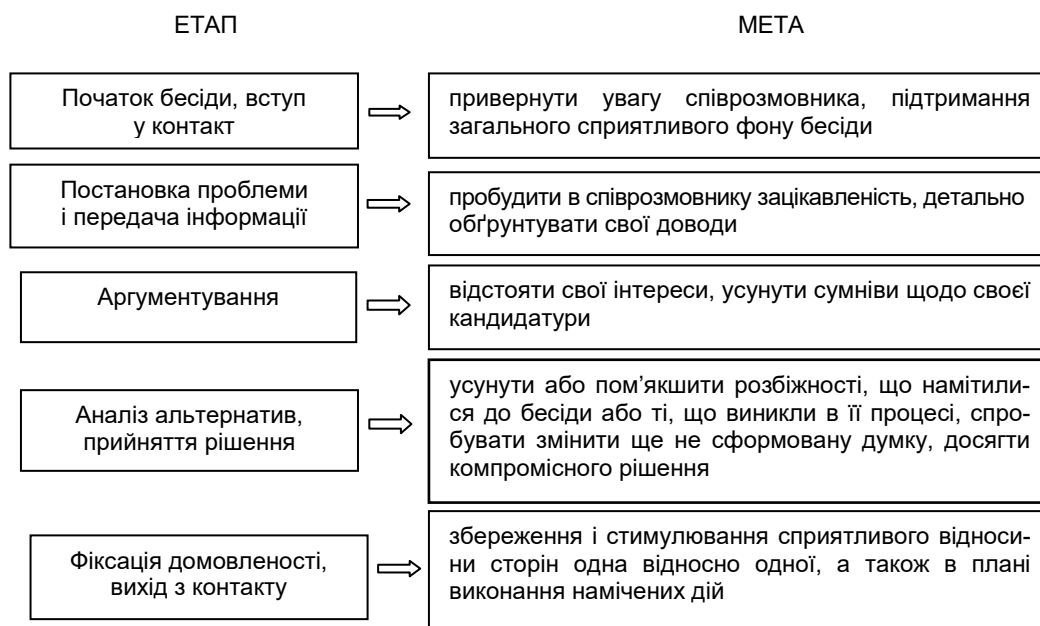 ЕТАП
МЕТА
Початок бесіди, вступ
у контакт
привернути увагу співрозмовника, підтримання
загального сприятливого фону бесіди
Постановка проблеми
і передача інформації
пробудити в співрозмовнику зацікавленість, детально
обґрунтувати свої доводи
Аргументування
відстояти свої інтереси, усунути сумніви щодо своєї
кандидатури
Аналіз альтернатив,
прийняття рішення
усунути або пом’якшити розбіжності, що намітили-
ся до бесіди або ті, що виникли в її процесі, спро-
бувати змінити ще не сформовану думку, досягти
компромісного рішення
Фіксація домовленості,
вихід з контакту
збереження і стимулювання сприятливого відноси-
ни сторін одна відносно одної, а також в плані
виконання намічених дій